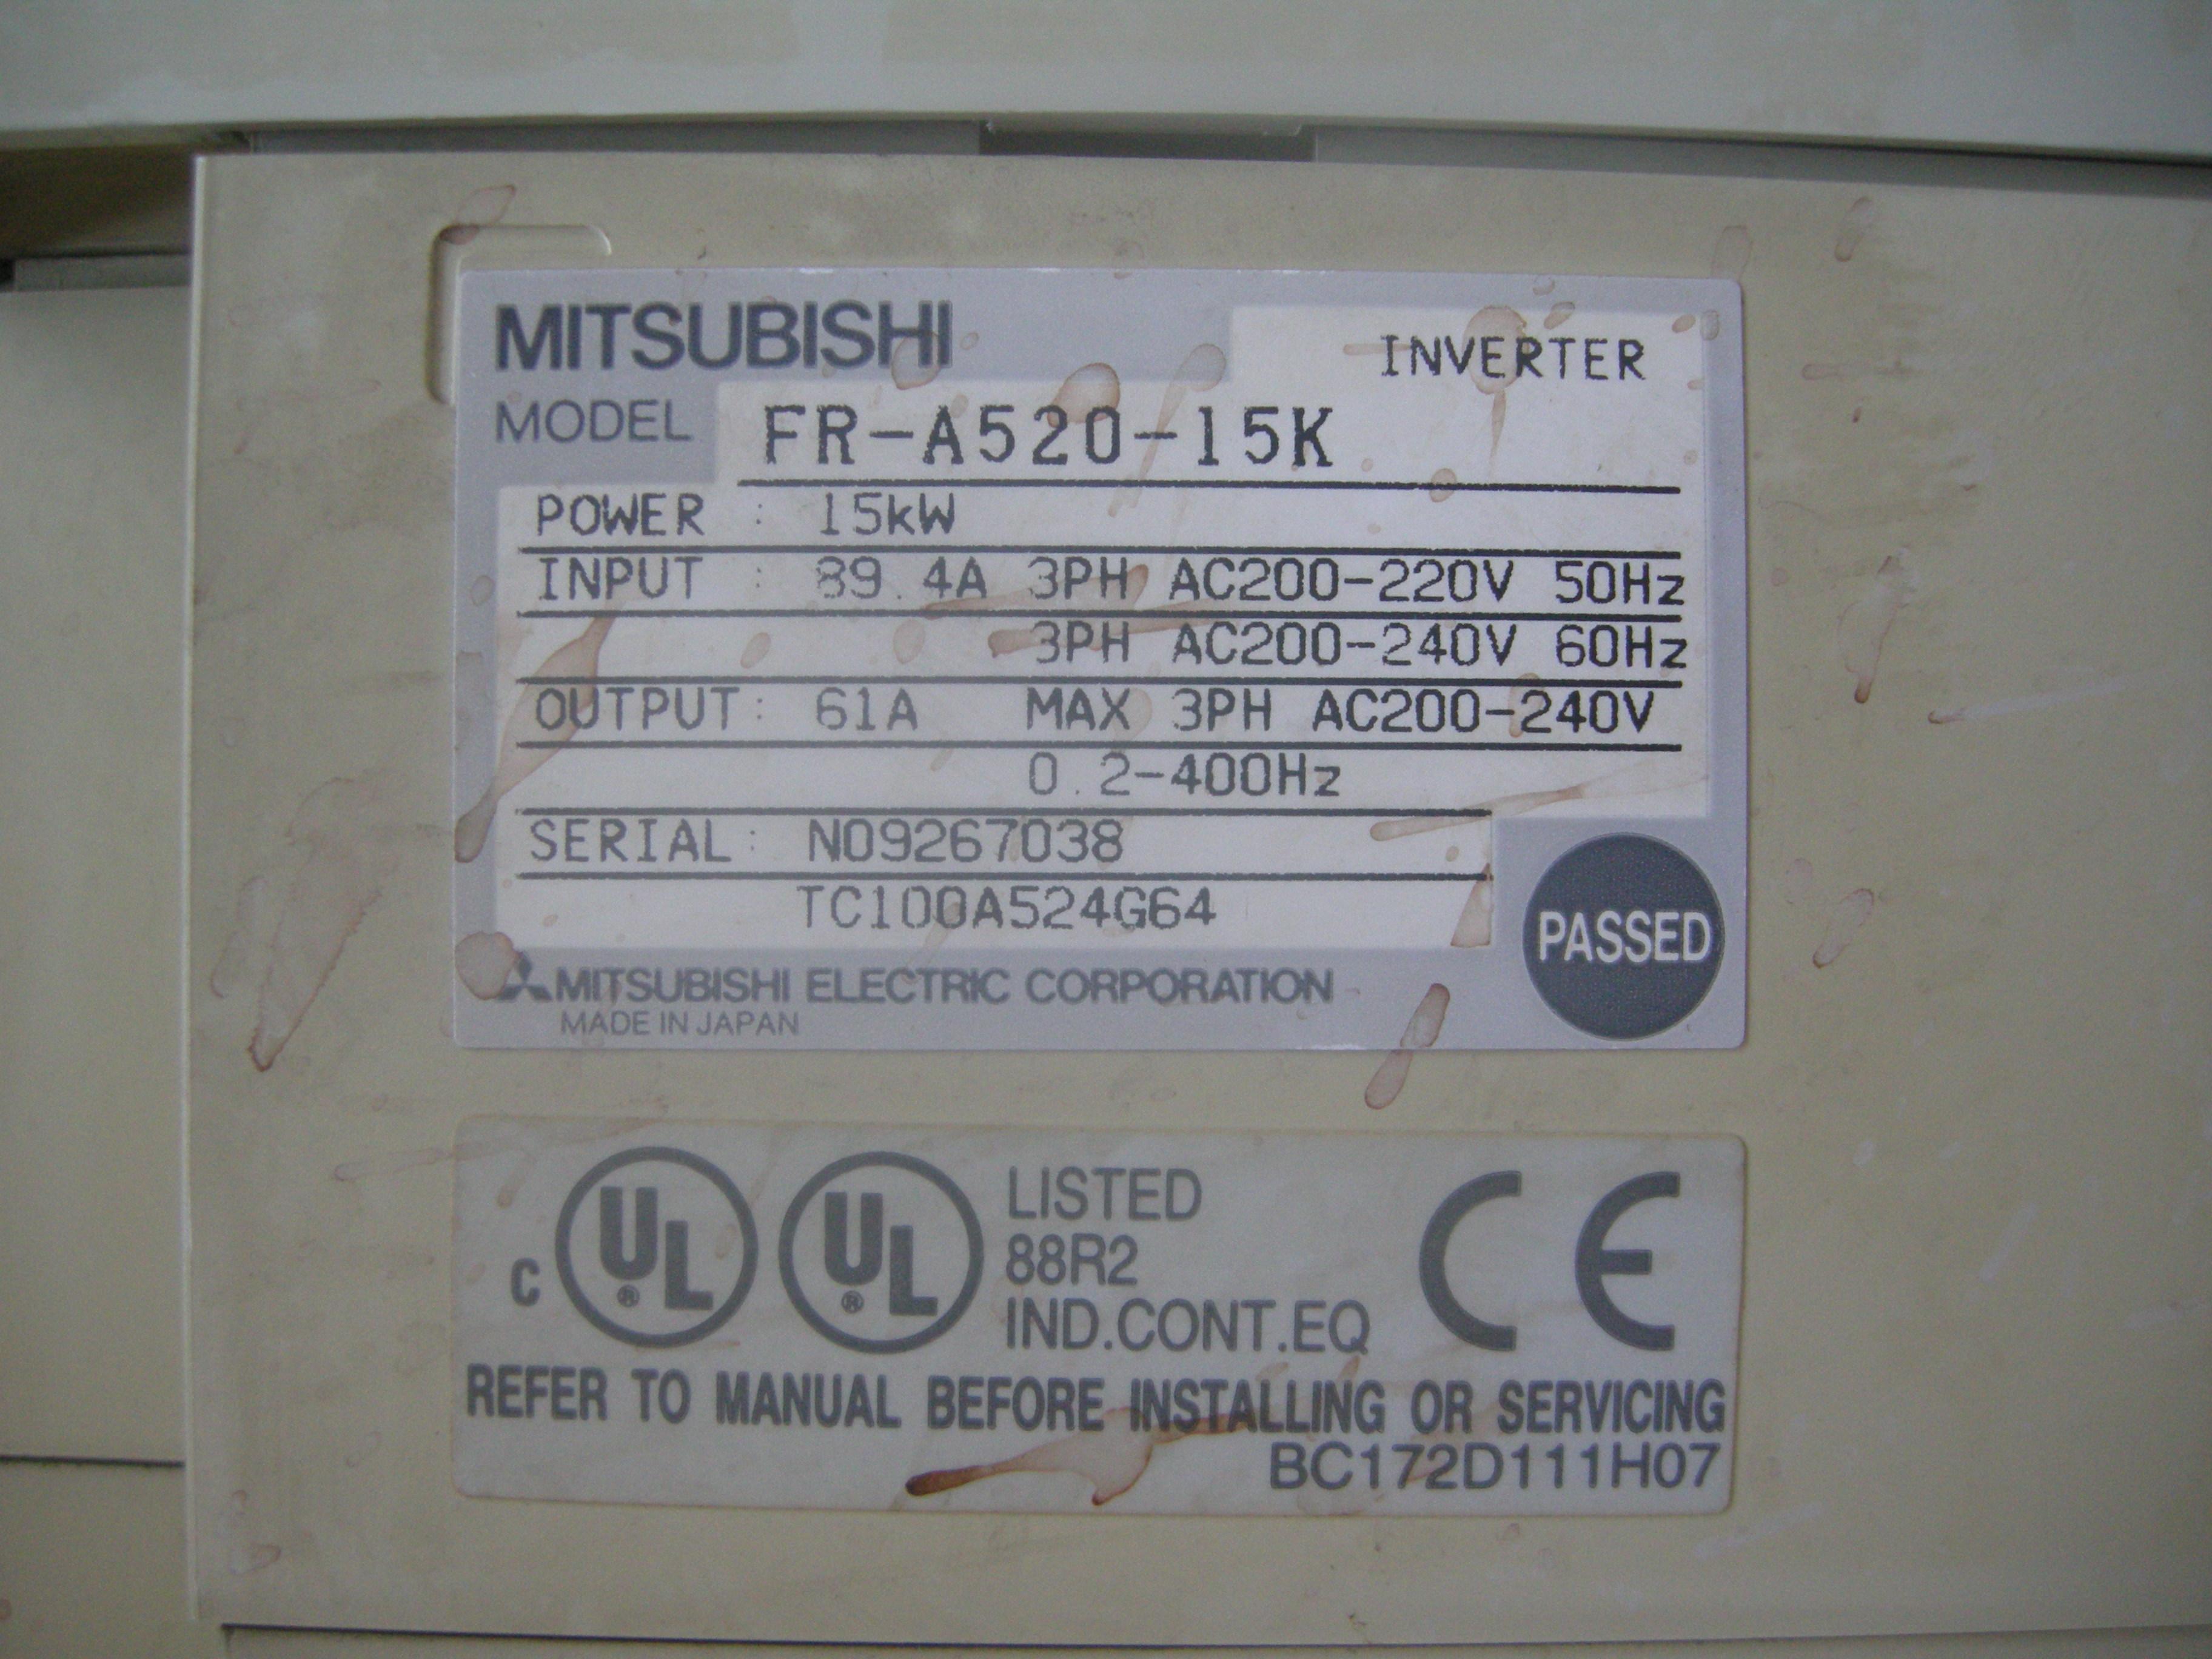 MITSUBISHI
INVERTER
MODEL FR-A520-15K
POWER : 15kW
INPUT : 89.4A 3PH AC200-220V 50Hz
3PH AC200-240V 60Hz
OUTPUT: 61A MAX 3PH AC200-240V
0.2-400Hz
SERIAL: N09267038
TC100A524G64
PASSED
MITSUBISHI ELECTRIC CORPORATION
MADE IN JAPAN
C UL® UL® LISTED
88R2
IND.CONT.EQ
CE
REFER TO MANUAL BEFORE INSTALLING OR SERVICING
BC172D111H07